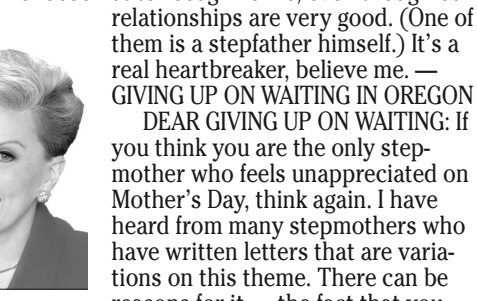 relationships are very good. (One of
them is a stepfather himself.) It's a
real heartbreaker, believe me. —
GIVING UP ON WAITING IN OREGON
DEAR GIVING UP ON WAITING: If
you think you are the only step-
mother who feels unappreciated on
Mother's Day, think again. I have
heard from many stepmothers who
have written letters that are varia-
tions on this theme. There can be